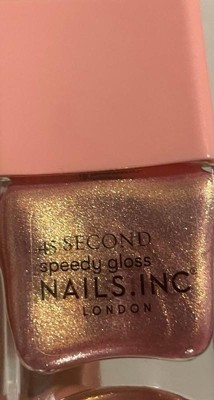 45 SECOND
speedy gloss
NAILS.INC
LONDON